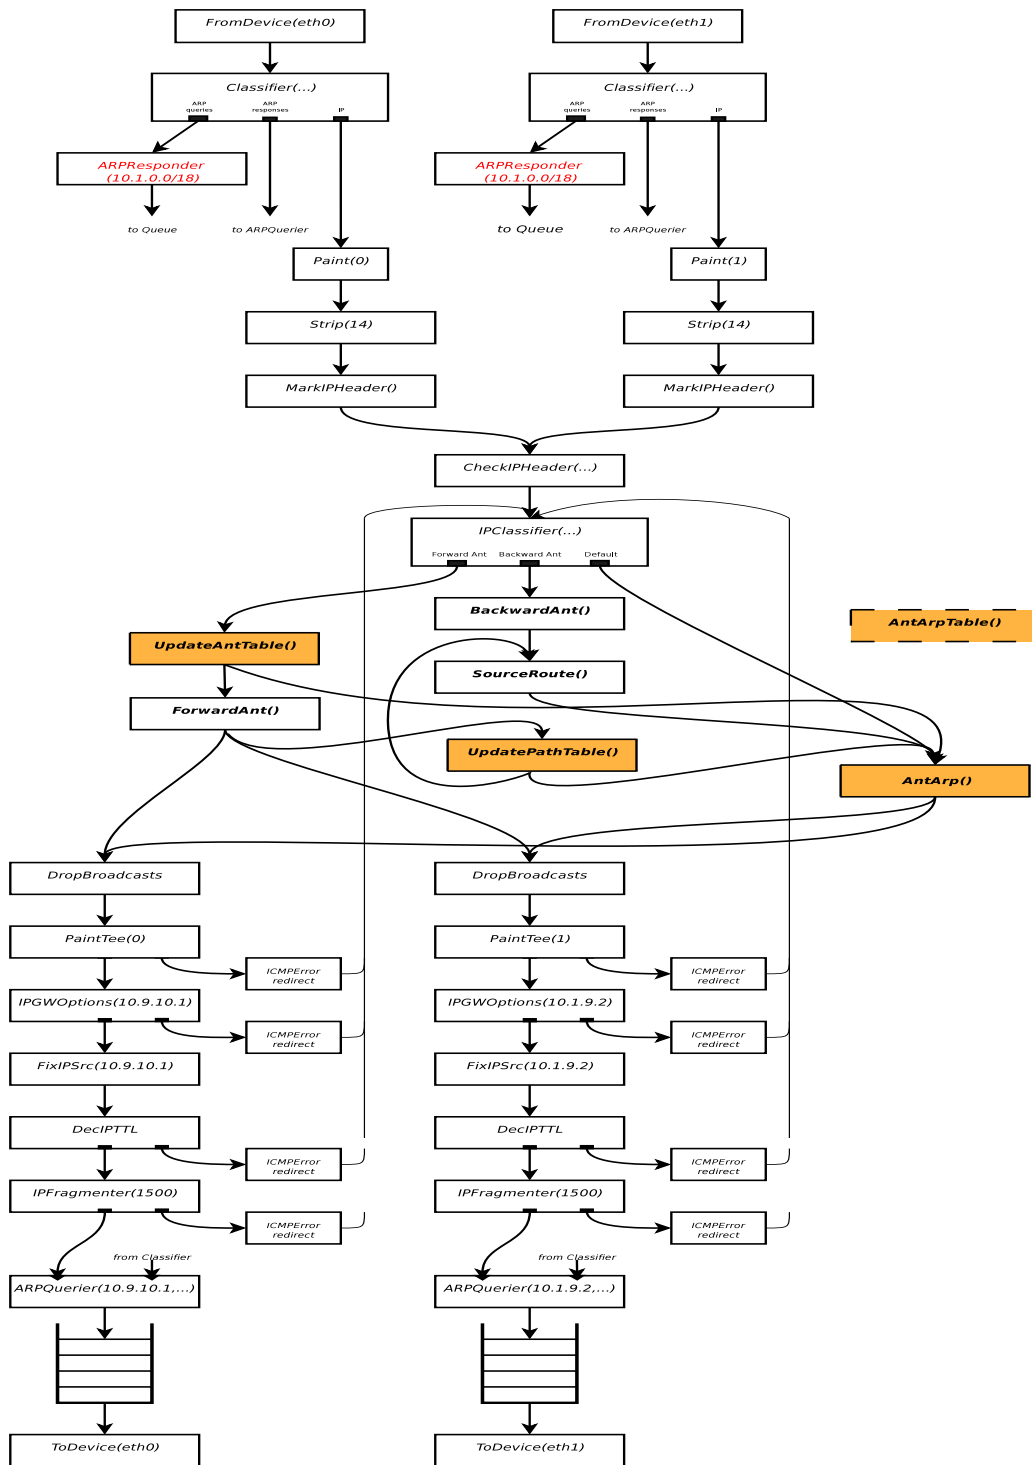 FromDevice(eth0)
FromDevice(eth1)
Classifier(...)
Classifier(...)
ARP
queries
ARP
responses
IP
ARP
queries
ARP
responses
IP
ARPResponder
(10.1.0.0/18)
ARPResponder
(10.1.0.0/18)
to Queue
to ARPQuerier
to Queue
to ARPQuerier
Paint(0)
Paint(1)
Strip(14)
Strip(14)
MarkIPHeader()
MarkIPHeader()
CheckIPHeader(...)
IPClassifier(...)
Forward Ant
Backward Ant
Default
BackwardAnt()
AntArpTable()
UpdateAntTable()
SourceRoute()
ForwardAnt()
UpdatePathTable()
AntArp()
DropBroadcasts
DropBroadcasts
PaintTee(0)
PaintTee(1)
ICMPError
redirect
ICMPError
redirect
IPGWOptions(10.9.10.1)
IPGWOptions(10.1.9.2)
ICMPError
redirect
ICMPError
redirect
FixIPSrc(10.9.10.1)
FixIPSrc(10.1.9.2)
DecIPTTL
DecIPTTL
ICMPError
redirect
ICMPError
redirect
IPFragmenter(1500)
IPFragmenter(1500)
ICMPError
redirect
ICMPError
redirect
from Classifier
from Classifier
ARPQuerier(10.9.10.1,...)
ARPQuerier(10.1.9.2,...)
ToDevice(eth0)
ToDevice(eth1)